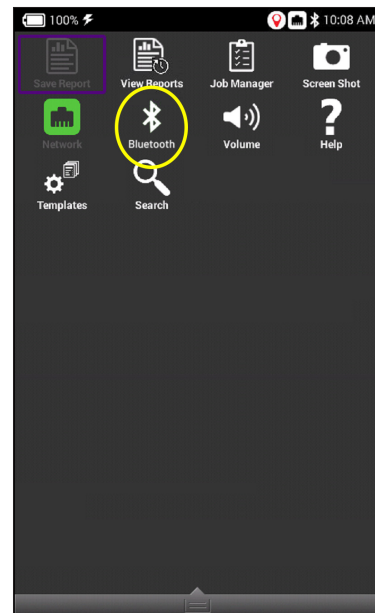 100% 10:08 AM
Save Report View Reports Job Manager Screen Shot
Network Bluetooth Volume Help
Templates Search